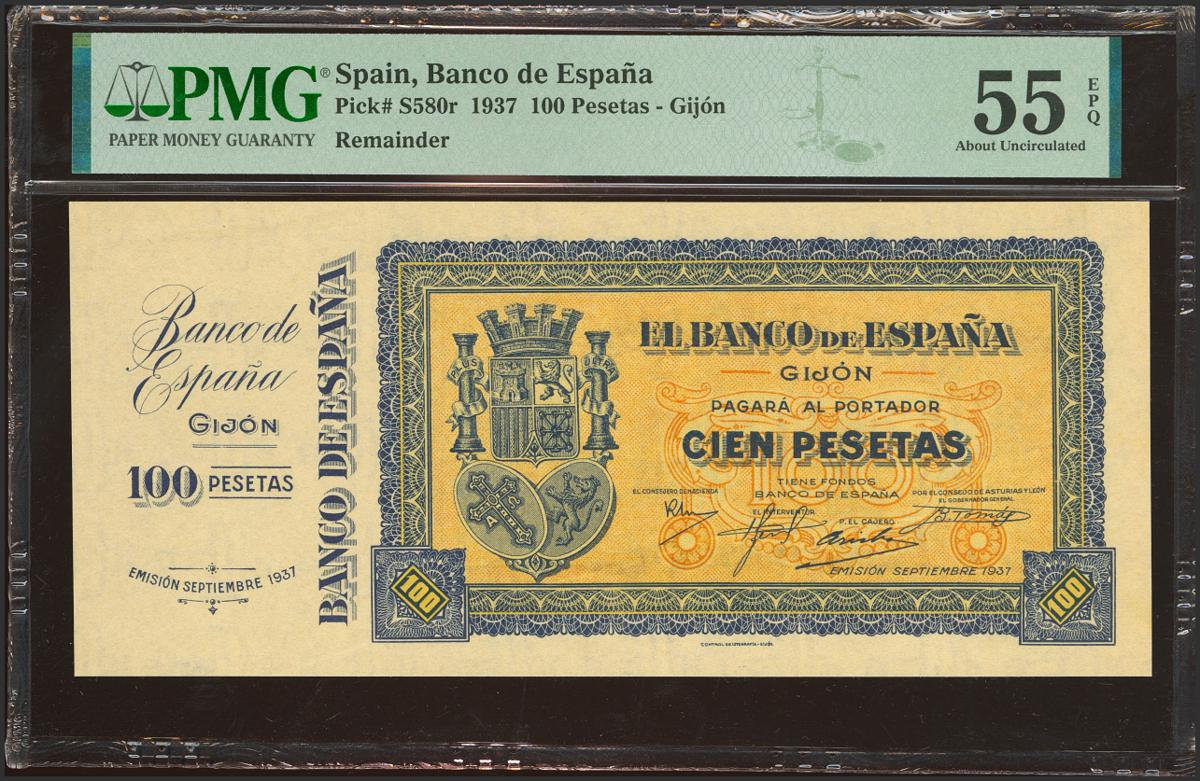 PMG®
PAPER MONEY GUARANTY
Spain, Banco de España
Pick# S580r 1937 100 Pesetas - Gijón
Remainder
55
EPQ
About Uncirculated
Banco de
España
GIJÓN
100 PESETAS
EMISIÓN SEPTIEMBRE 1937
BANCO DE ESPAÑA
PLUS
ULTRA
EL BANCO DE ESPAÑA
GIJÓN
PAGARÁ AL PORTADOR
CIEN PESETAS
TIENE FONDOS
BANCO DE ESPAÑA
EL CONSEJERO DE HACIENDA
EL INTERVENTOR
P. EL CAJERO
POR EL CONSEJO DE ASTURIAS Y LEÓN
EL GOBERNADOR GENERAL
EMISIÓN SEPTIEMBRE 1937
100
100
PMG